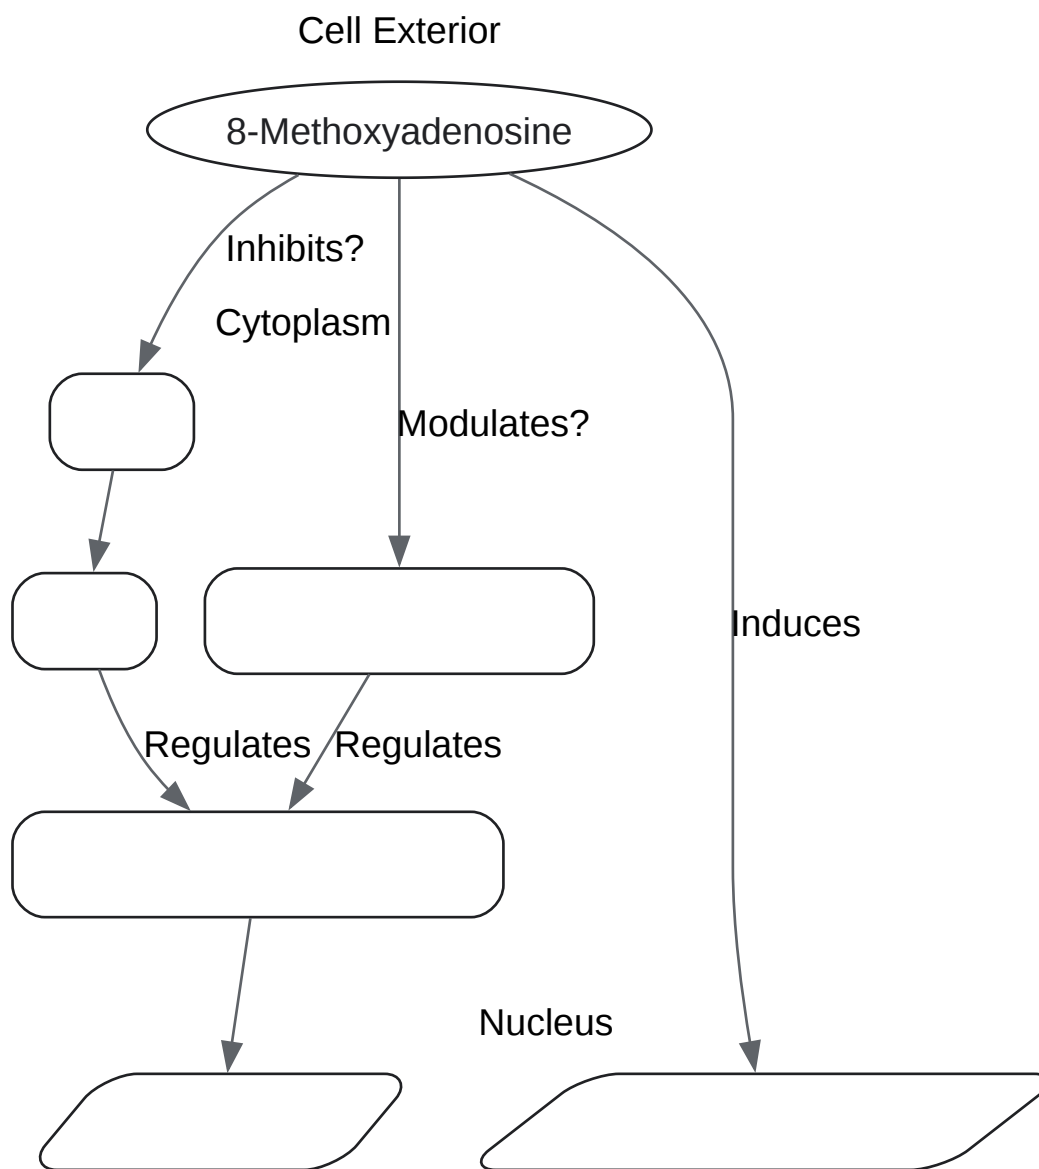 Cell Exterior
8-Methoxyadenosine
Inhibits?
Cytoplasm
Modulates?
Induces
Regulates
Regulates
Nucleus